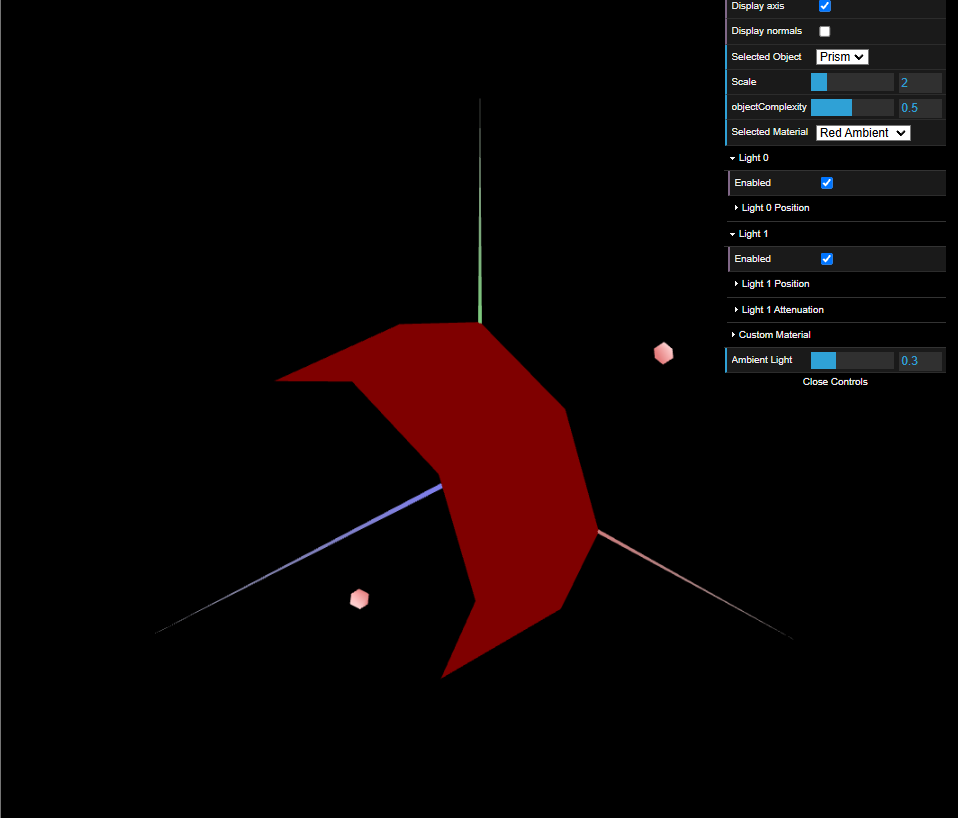 Display axis
Display normals
Selected Object Prism
Scale 2
objectComplexity 0.5
Selected Material Red Ambient
Light 0
Enabled
Light 0 Position
Light 1
Enabled
Light 1 Position
Light 1 Attenuation
Custom Material
Ambient Light 0.3
Close Controls